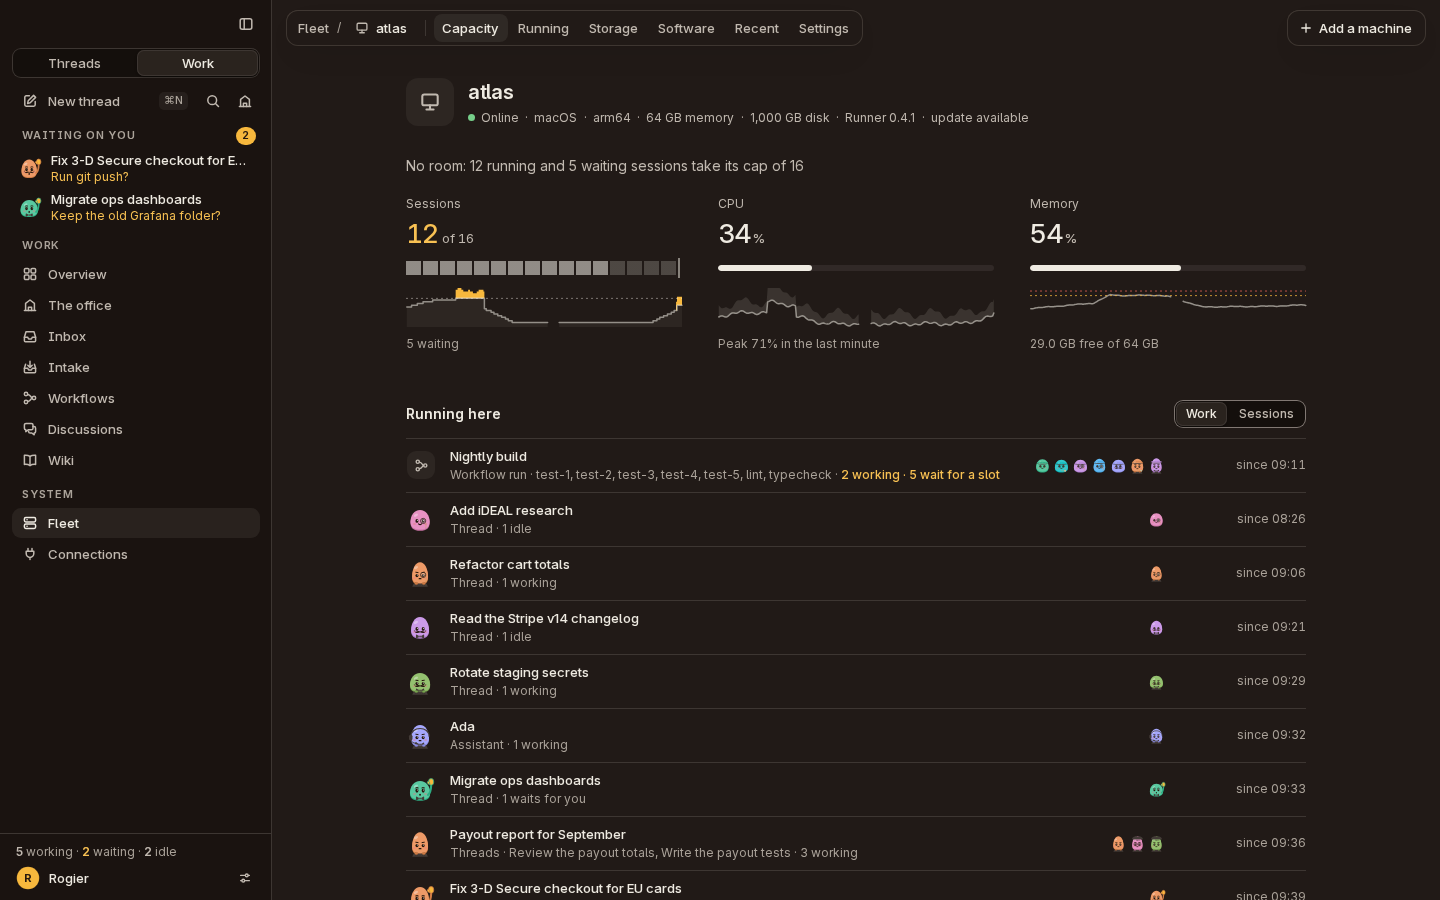 Threads
Work
New thread
⌘N
WAITING ON YOU
2
Fix 3-D Secure checkout for E…
Run git push?
Migrate ops dashboards
Keep the old Grafana folder?
WORK
Overview
The office
Inbox
Intake
Workflows
Discussions
Wiki
SYSTEM
Fleet
Connections
5 working · 2 waiting · 2 idle
R
Rogier
Fleet / atlas
Capacity
Running
Storage
Software
Recent
Settings
Add a machine
atlas
Online · macOS · arm64 · 64 GB memory · 1,000 GB disk · Runner 0.4.1 · update available
No room: 12 running and 5 waiting sessions take its cap of 16
Sessions
12 of 16
5 waiting
CPU
34%
Peak 71% in the last minute
Memory
54%
29.0 GB free of 64 GB
Running here
Work
Sessions
Nightly build
Workflow run · test-1, test-2, test-3, test-4, test-5, lint, typecheck · 2 working · 5 wait for a slot
since 09:11
Add iDEAL research
Thread · 1 idle
since 08:26
Refactor cart totals
Thread · 1 working
since 09:06
Read the Stripe v14 changelog
Thread · 1 idle
since 09:21
Rotate staging secrets
Thread · 1 working
since 09:29
Ada
Assistant · 1 working
since 09:32
Migrate ops dashboards
Thread · 1 waits for you
since 09:33
Payout report for September
Threads · Review the payout totals, Write the payout tests · 3 working
since 09:36
Fix 3-D Secure checkout for EU cards
since 09:39